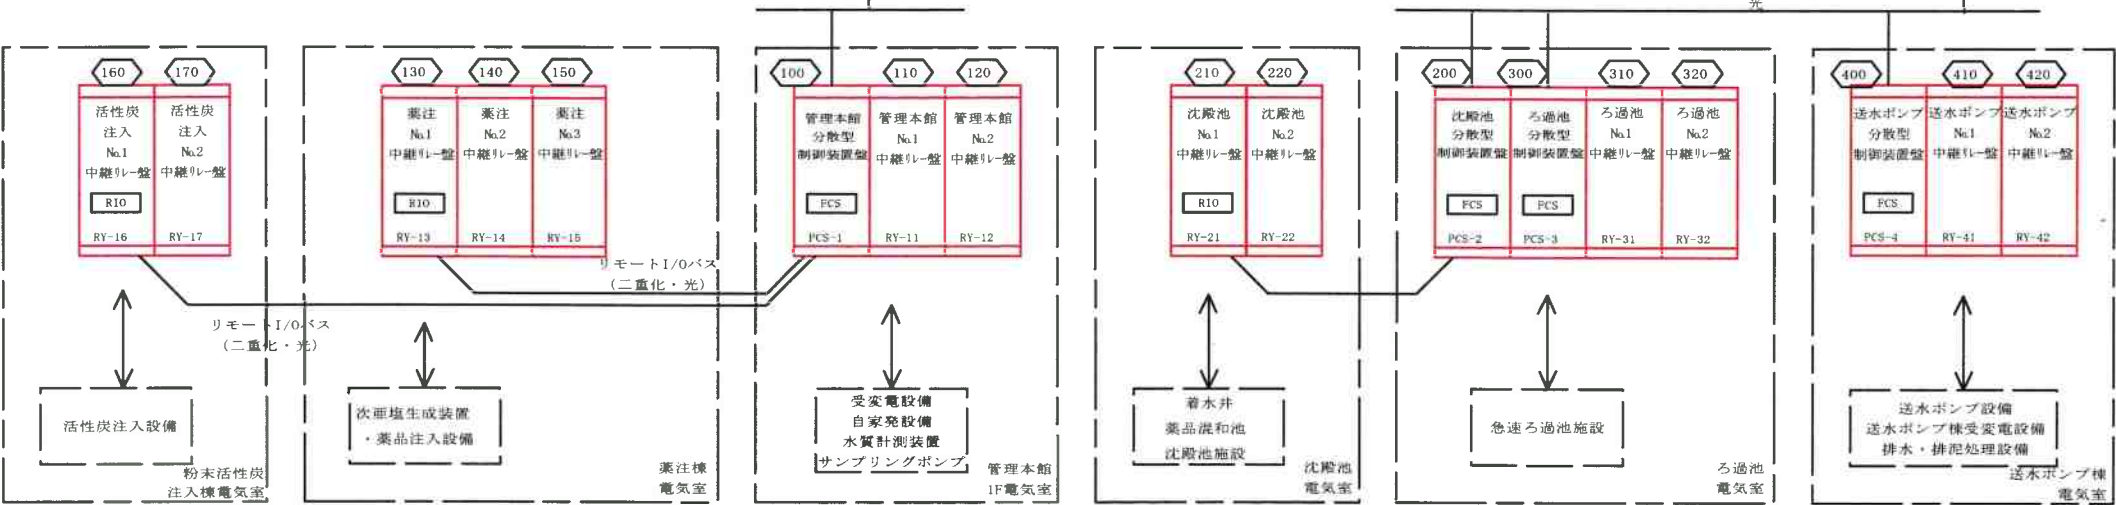 光
160
170
活性炭
注入
No.1
中継リレー盤
RIO
RY-16
活性炭
注入
No.2
中継リレー盤
RY-17
リモートI/Oバス
(二重化・光)
活性炭注入設備
粉末活性炭
注入棟電気室
130
140
150
薬注
No.1
中継リレー盤
RIO
RY-13
薬注
No.2
中継リレー盤
RY-14
薬注
No.3
中継リレー盤
RY-15
リモートI/Oバス
(二重化・光)
次亜塩生成装置
・薬品注入設備
薬注棟
電気室
100
110
120
管理本館
分散型
制御装置盤
FCS
PCS-1
管理本館
No.1
中継リレー盤
RY-11
管理本館
No.2
中継リレー盤
RY-12
受変電設備
自家発設備
水質計測装置
サンプリングポンプ
管理本館
1F電気室
210
220
沈殿池
No.1
中継リレー盤
RIO
RY-21
沈殿池
No.2
中継リレー盤
RY-22
着水井
薬品混和池
沈殿池施設
沈殿池
電気室
200
300
310
320
沈殿池
分散型
制御装置盤
FCS
PCS-2
ろ過池
分散型
制御装置盤
FCS
PCS-3
ろ過池
No.1
中継リレー盤
RY-31
ろ過池
No.2
中継リレー盤
RY-32
急速ろ過池施設
ろ過池
電気室
400
410
420
送水ポンプ
分散型
制御装置盤
FCS
PCS-4
送水ポンプ
No.1
中継リレー盤
RY-41
送水ポンプ
No.2
中継リレー盤
RY-42
送水ポンプ設備
送水ポンプ棟受変電設備
排水・排泥処理設備
送水ポンプ棟
電気室